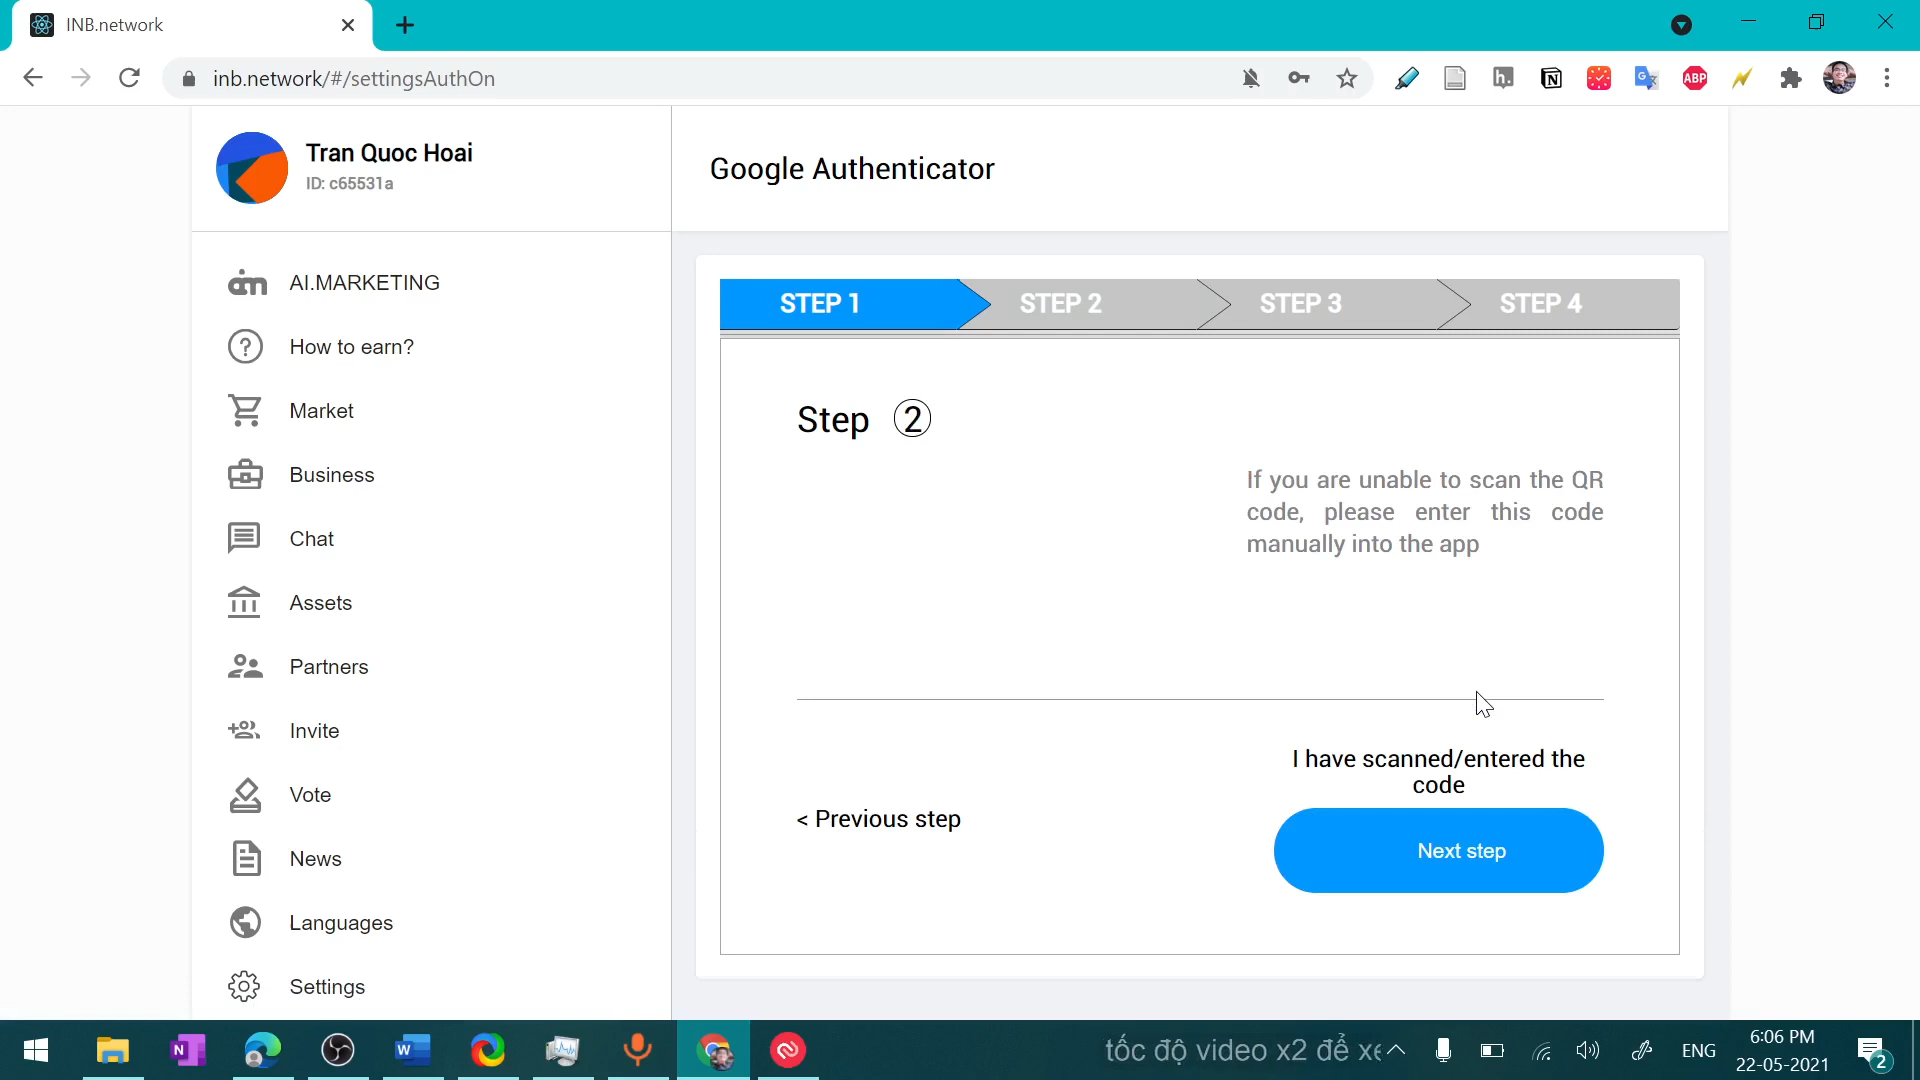 INB.network
inb.network/#/settingsAuthOn
Tran Quoc Hoai
ID: c65531a
Google Authenticator
AI.MARKETING
How to earn?
Market
Business
Chat
Assets
Partners
Invite
Vote
News
Languages
Settings
STEP 1
STEP 2
STEP 3
STEP 4
Step 2
If you are unable to scan the QR
code, please enter this code
manually into the app
I have scanned/entered the
code
< Previous step
Next step
tốc độ video x2 để xe
ENG
6:06 PM
22-05-2021
2
ABP